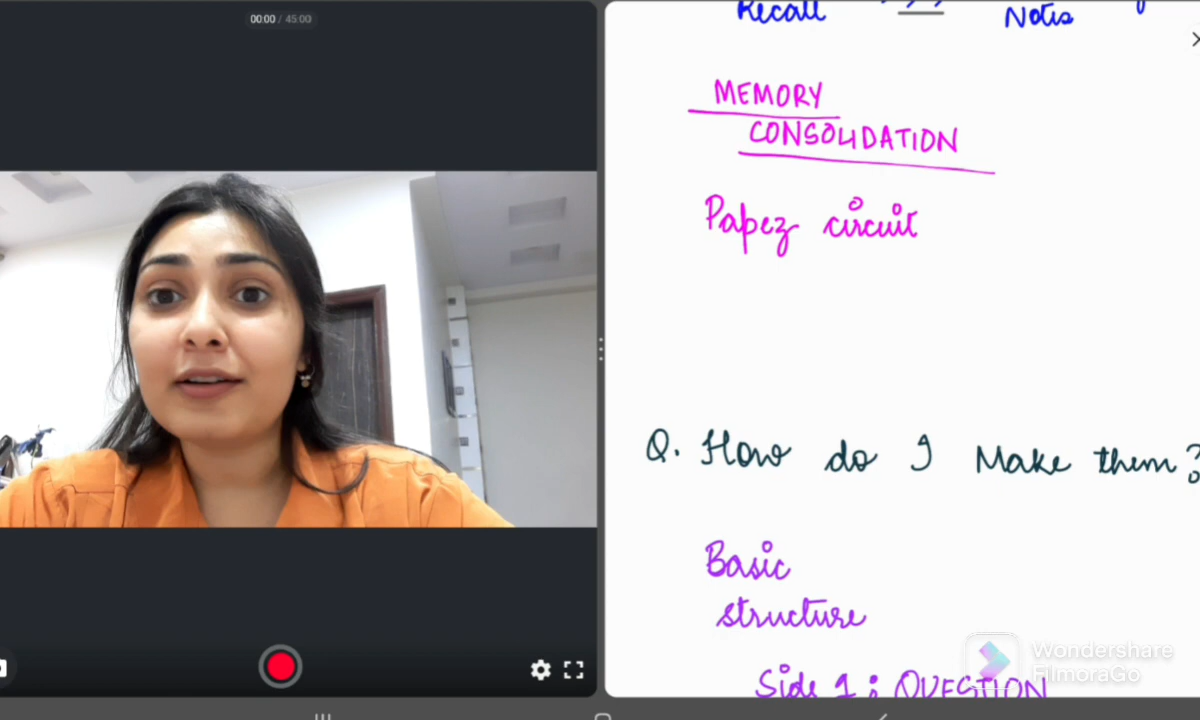 00:00 / 45:00
Recall
Notes
MEMORY
CONSOLIDATION
Papez circuit
Q. How do I Make them?
Basic
structure
Side 1: QUESTION
Wondershare
FilmoraGo